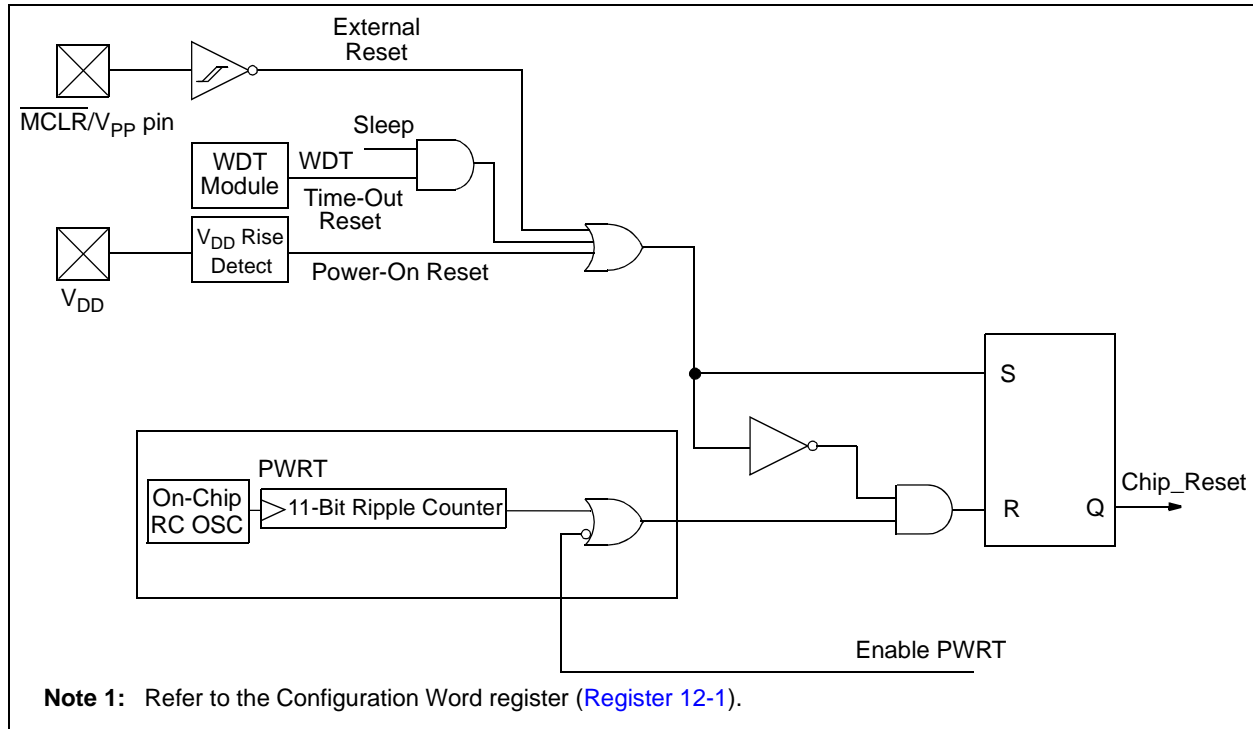 External
Reset
MCLR/VPP pin
Sleep
WDT
Module
WDT
Time-Out
Reset
VDD Rise
Detect
Power-On Reset
VDD
S
PWRT
On-Chip
RC OSC
11-Bit Ripple Counter
Chip_Reset
R
Q
Enable PWRT
Note 1: Refer to the Configuration Word register (Register 12-1).